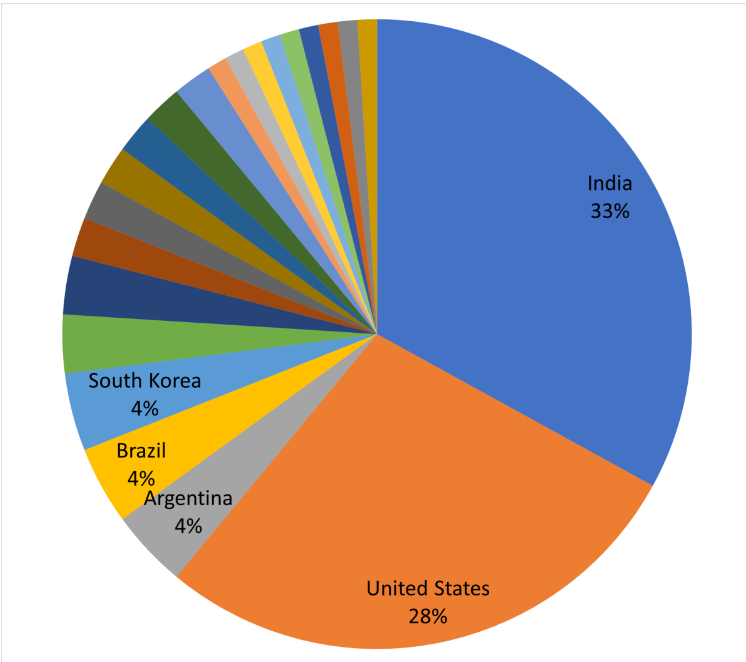 India
33%
South Korea
4%
Brazil
4%
Argentina
4%
United States
28%